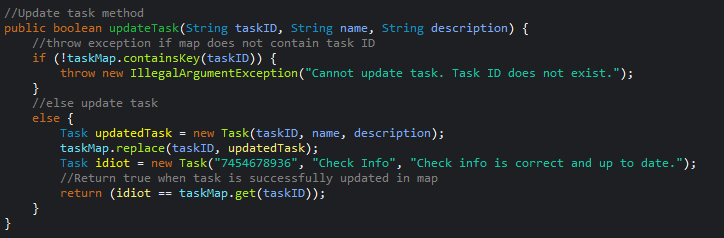 //Update task method
public boolean updateTask(String taskID, String name, String description) {
//throw exception if map does not contain task ID
if (!taskMap.containsKey(taskID)) {
throw new IllegalArgumentException("Cannot update task. Task ID does not exist.");
}
//else update task
else {
Task updatedTask = new Task(taskID, name, description);
taskMap.replace(taskID, updatedTask);
Task idiot = new Task("7454678936", "Check Info", "Check info is correct and up to date.");
//Return true when task is successfully updated in map
return (idiot == taskMap.get(taskID));
}
}